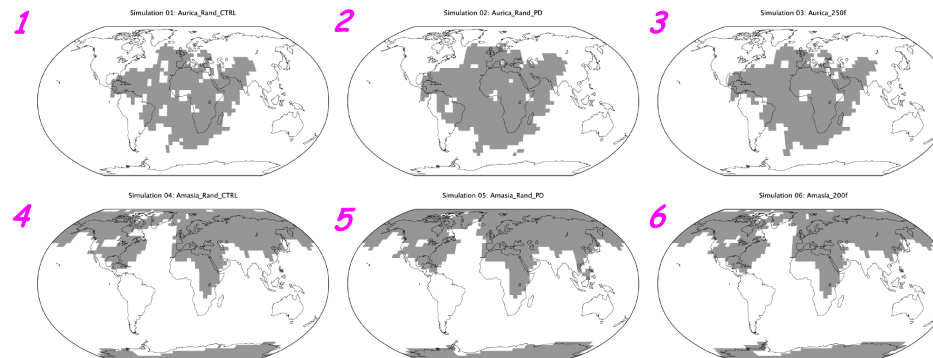 1
Simulation 01: Aurica_Rand_CTRL
2
Simulation 02: Aurica_Rand_PD
3
Simulation 03: Aurica_250f
4
Simulation 04: Amasia_Rand_CTRL
5
Simulation 05: Amasia_Rand_PD
6
Simulation 06: Amasia_200f